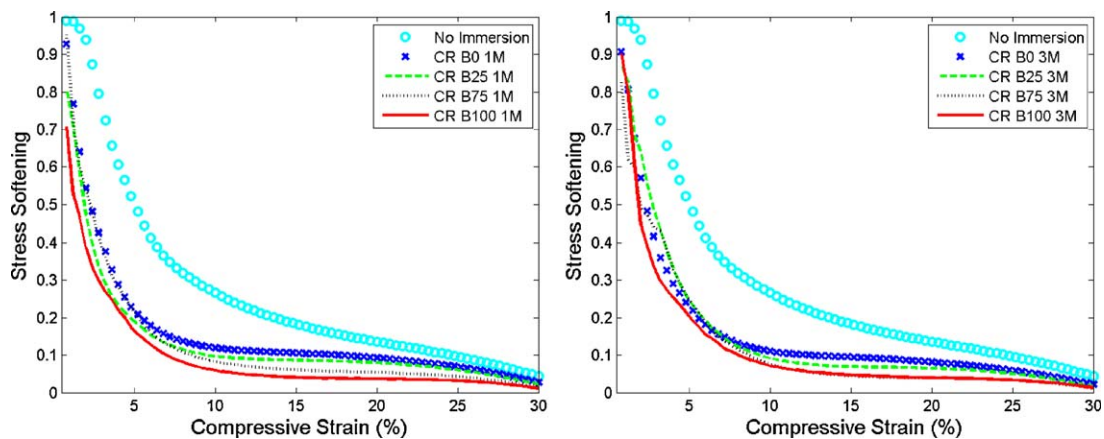 1
0.9
0.8
0.7
0.6
0.5
0.4
0.3
0.2
0.1
0
5
10
15
20
25
30
Stress Softening
Compressive Strain (%)
No Immersion
CR B0 1M
CR B25 1M
CR B75 1M
CR B100 1M
1
0.9
0.8
0.7
0.6
0.5
0.4
0.3
0.2
0.1
0
5
10
15
20
25
30
Stress Softening
Compressive Strain (%)
No Immersion
CR B0 3M
CR B25 3M
CR B75 3M
CR B100 3M